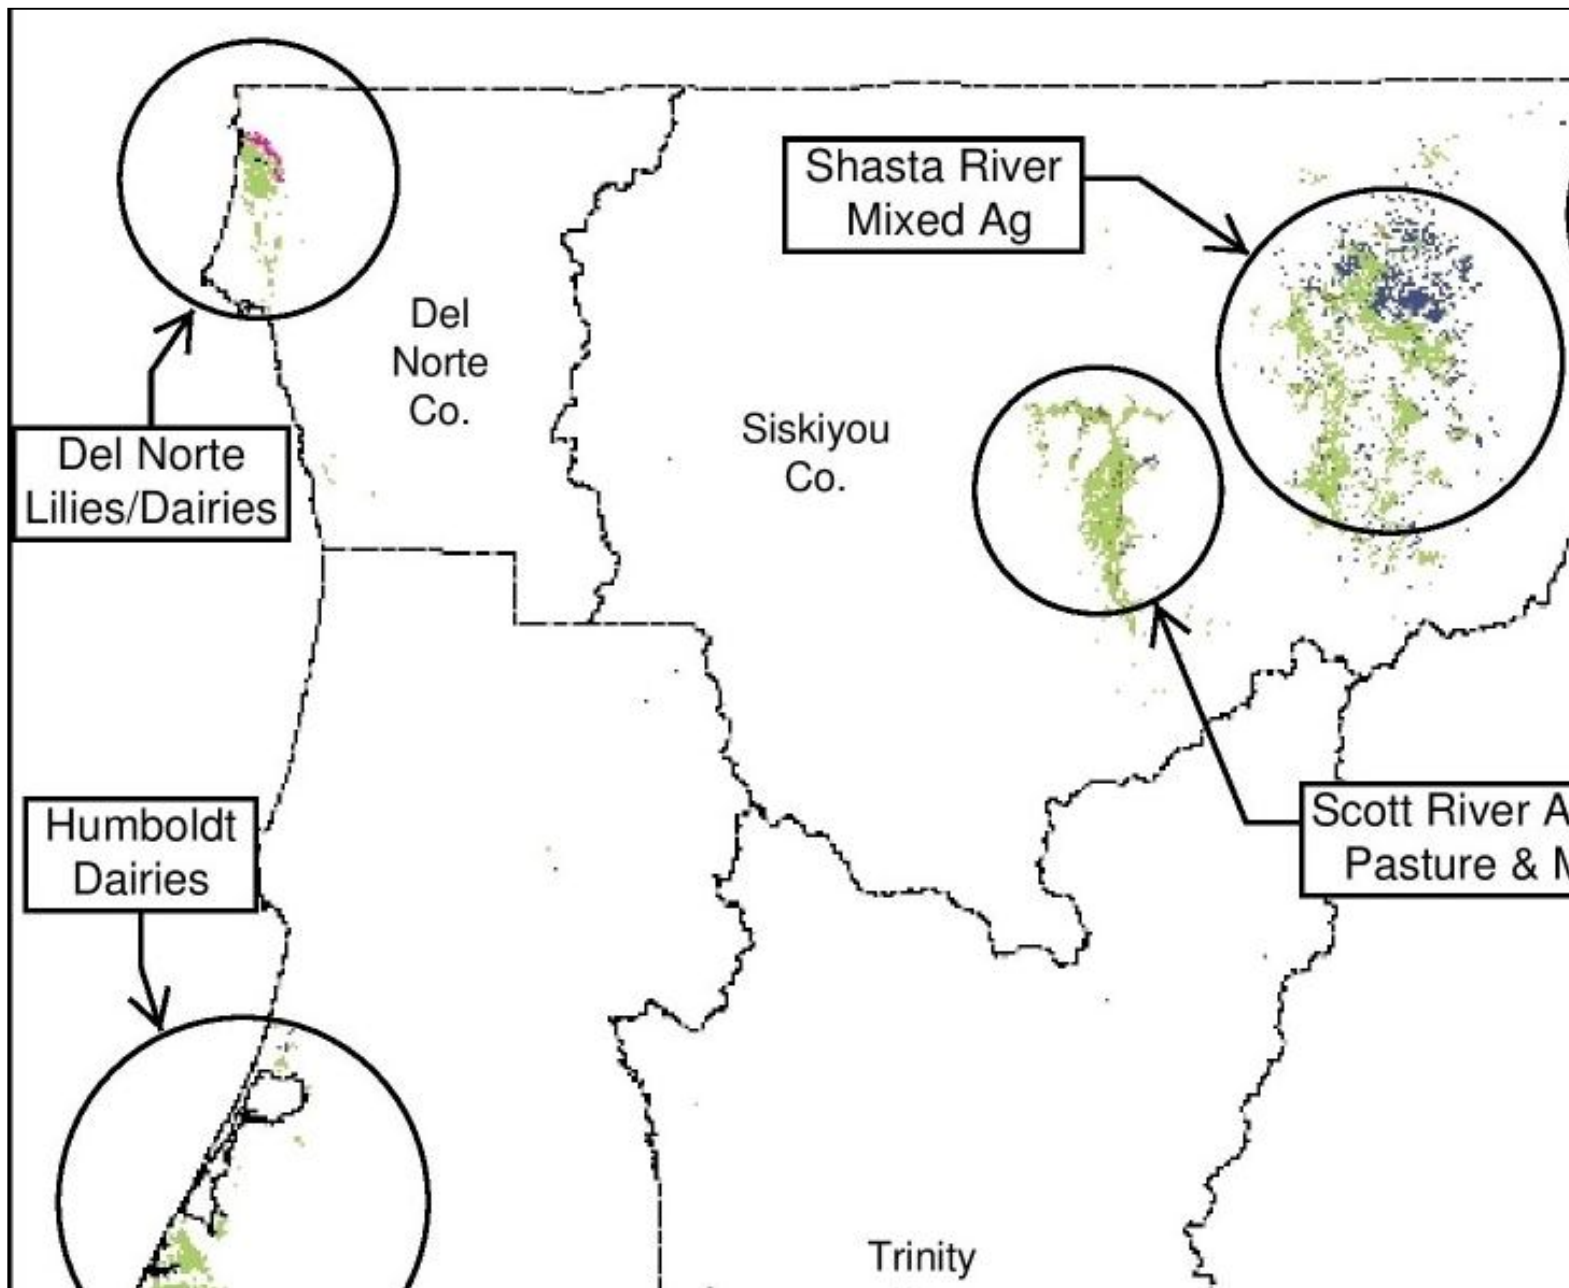 Shasta River
Mixed Ag
Del
Norte
Co.
Siskiyou
Co.
Del Norte
Lilies/Dairies
Humboldt
Dairies
Scott River A
Pasture & M
Trinity